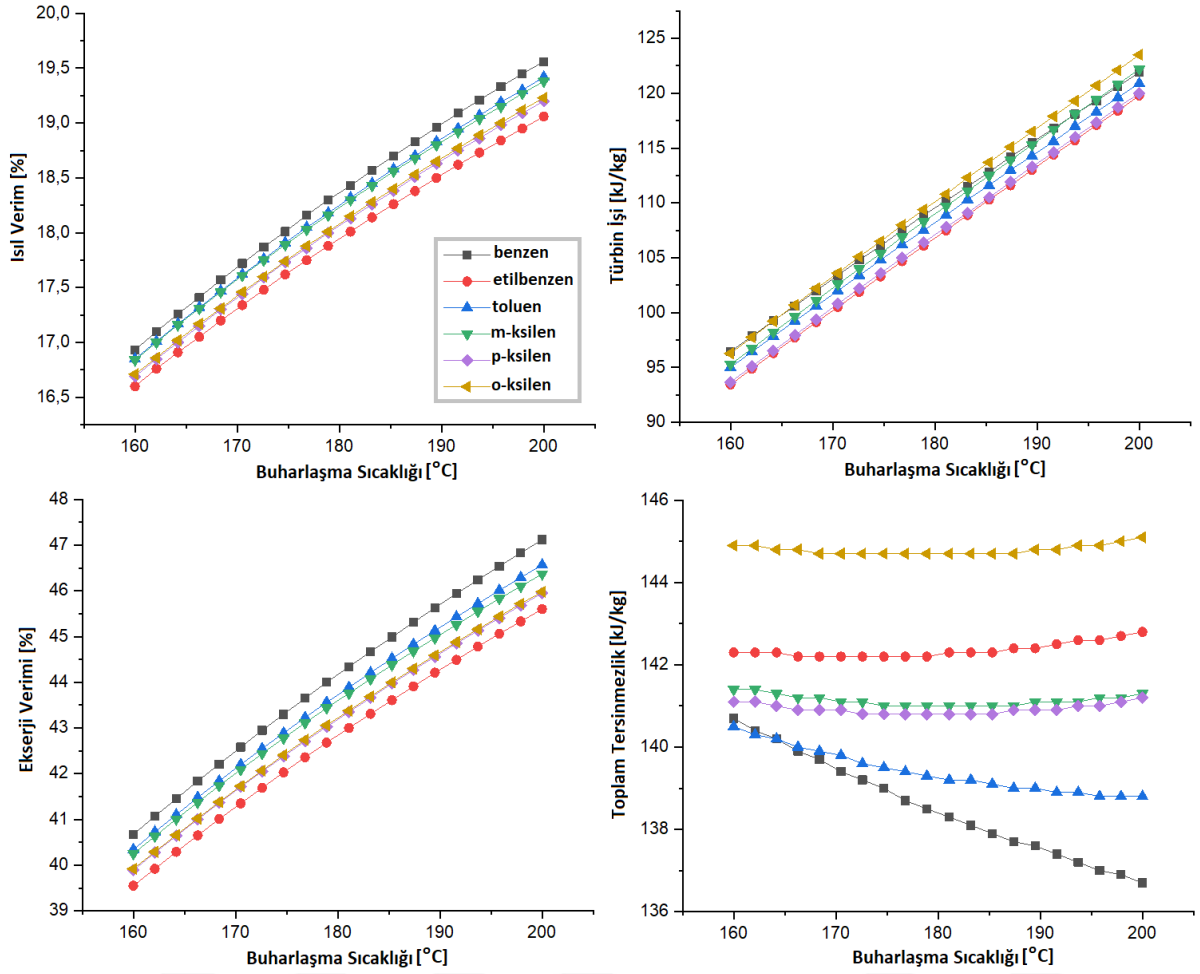 20,0
19,5
19,0
18,5
18,0
17,5
17,0
16,5
Isıl Verim [%]
160 170 180 190 200
Buharlaşma Sıcaklığı [°C]
benzen
etilbenzen
toluen
m-ksilen
p-ksilen
o-ksilen
125
120
115
110
105
100
95
90
Türbin İşi [kJ/kg]
160 170 180 190 200
Buharlaşma Sıcaklığı [°C]
48
47
46
45
44
43
42
41
40
39
Ekserji Verimi [%]
160 170 180 190 200
Buharlaşma Sıcaklığı [°C]
146
144
142
140
138
136
Toplam Tersinmezlik [kJ/kg]
160 170 180 190 200
Buharlaşma Sıcaklığı [°C]